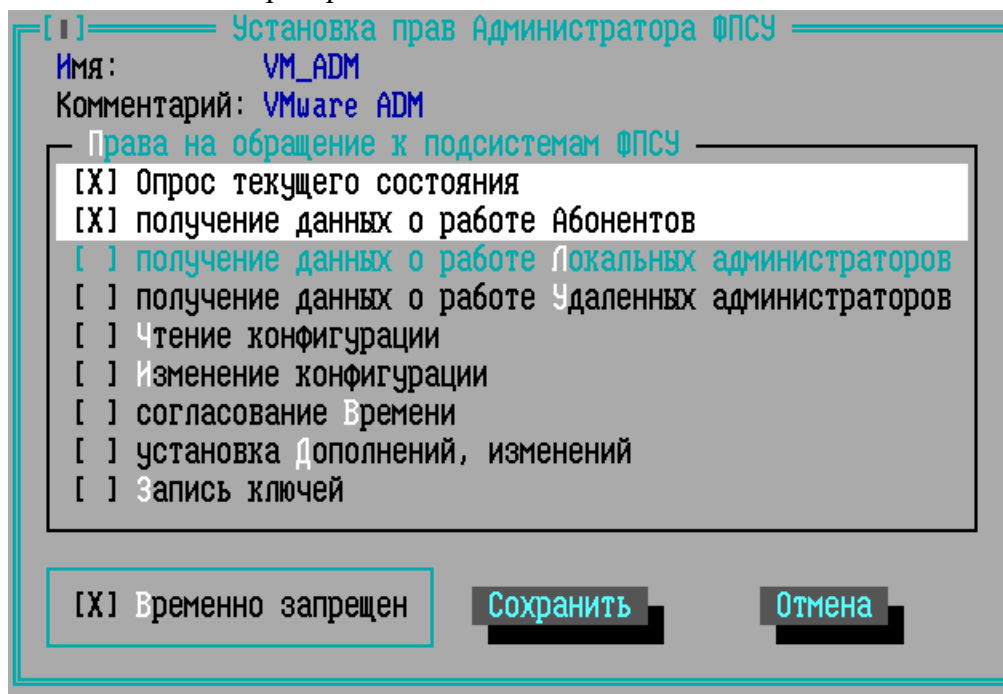 [▮] Установка прав Администратора ФПСУ
Имя: VM_ADM
Комментарий: VMware ADM
Права на обращение к подсистемам ФПСУ
[X] Опрос текущего состояния
[X] получение данных о работе Абонентов
[ ] получение данных о работе Локальных администраторов
[ ] получение данных о работе Удаленных администраторов
[ ] Чтение конфигурации
[ ] Изменение конфигурации
[ ] согласование Времени
[ ] установка Дополнений, изменений
[ ] Запись ключей
[X] Временно запрещен Сохранить Отмена